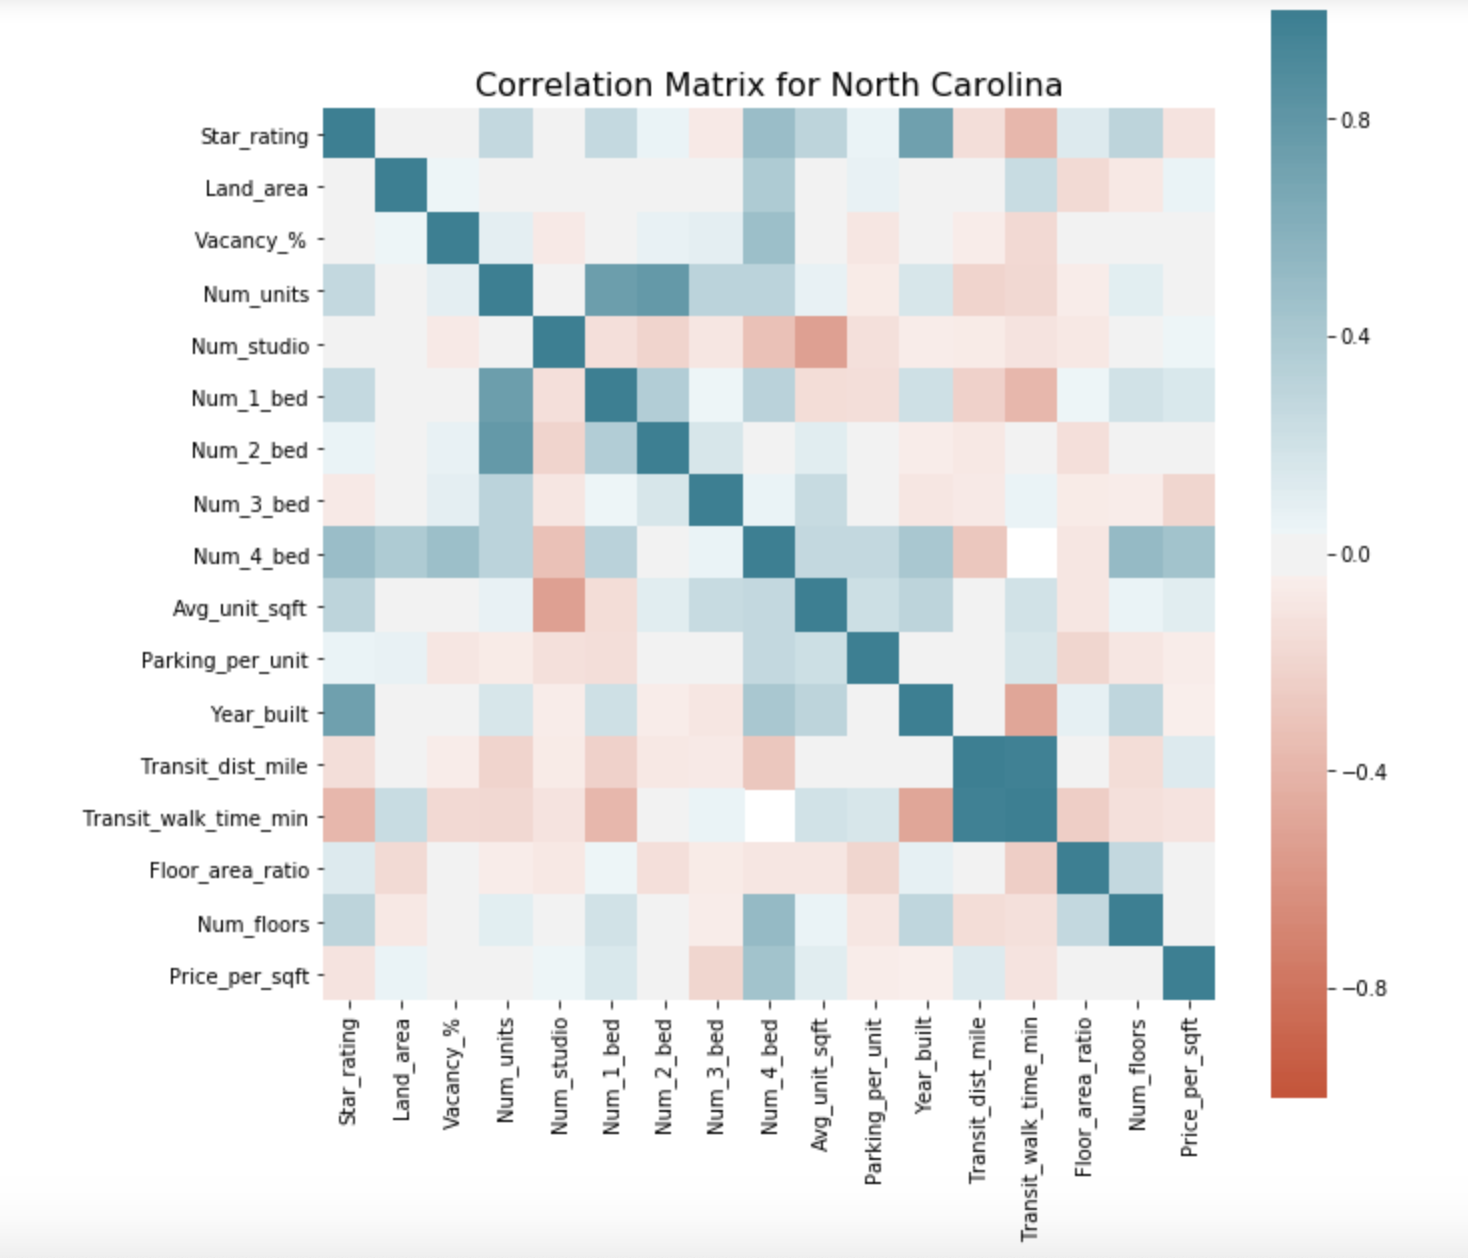 Correlation Matrix for North Carolina
Star_rating
Land_area
Vacancy_%
Num_units
Num_studio
Num_1_bed
Num_2_bed
Num_3_bed
Num_4_bed
Avg_unit_sqft
Parking_per_unit
Year_built
Transit_dist_mile
Transit_walk_time_min
Floor_area_ratio
Num_floors
Price_per_sqft
Star_rating
Land_area
Vacancy_%
Num_units
Num_studio
Num_1_bed
Num_2_bed
Num_3_bed
Num_4_bed
Avg_unit_sqft
Parking_per_unit
Year_built
Transit_dist_mile
Transit_walk_time_min
Floor_area_ratio
Num_floors
Price_per_sqft
0.8
0.4
0.0
−0.4
−0.8